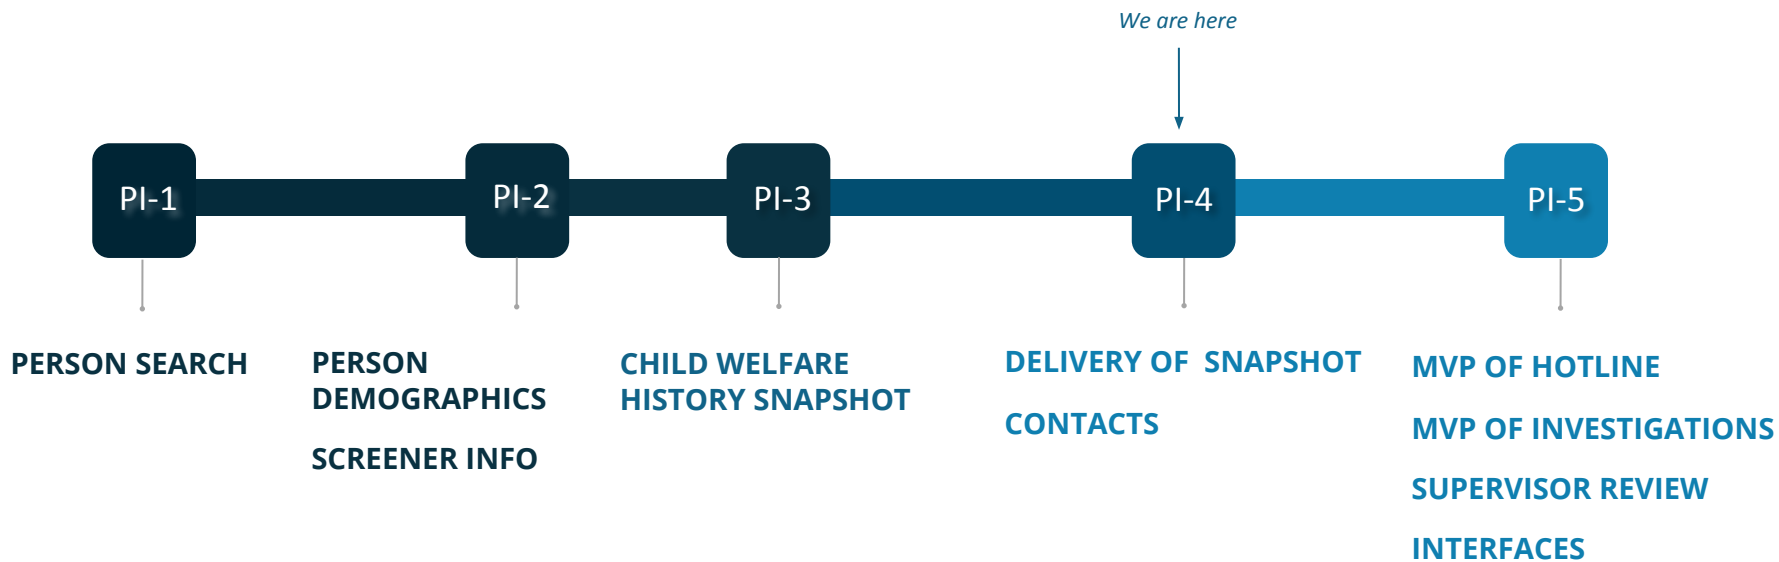 We are here
PI-1
PI-2
PI-3
PI-4
PI-5
PERSON SEARCH
PERSON
DEMOGRAPHICS
SCREENER INFO
CHILD WELFARE
HISTORY SNAPSHOT
DELIVERY OF  SNAPSHOT
CONTACTS
MVP OF HOTLINE
MVP OF INVESTIGATIONS
SUPERVISOR REVIEW
INTERFACES